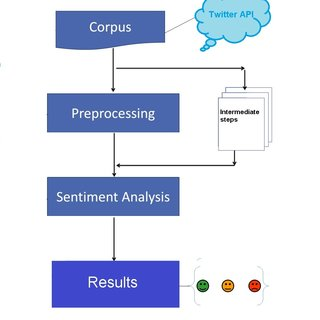 Corpus
Twitter API
Preprocessing
Intermediate
steps
Sentiment Analysis
Results